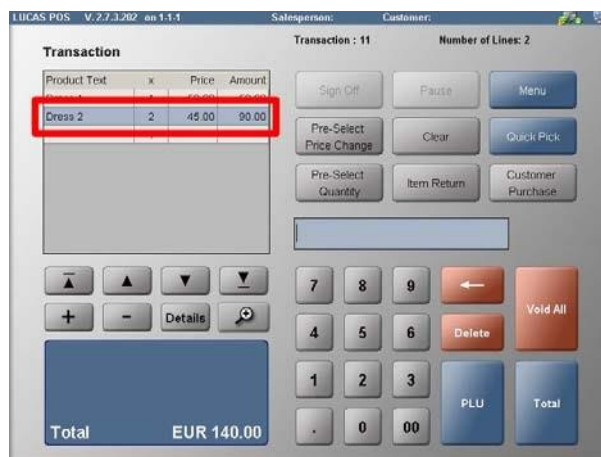 LUCAS POS V.2.7.3.202 on 1-1-1 Salesperson: Customer:
Transaction
Transaction : 11 Number of Lines: 2
Product Text x Price Amount
Dress 2 2 45.00 90.00
Sign Off Pause Menu
Pre-Select
Price Change
Clear
Quick Pick
Pre-Select
Quantity
Item Return
Customer
Purchase
+ - Details
7 8 9
Void All
4 5 6 Delete
1 2 3
PLU Total
. 0 00
Total EUR 140.00